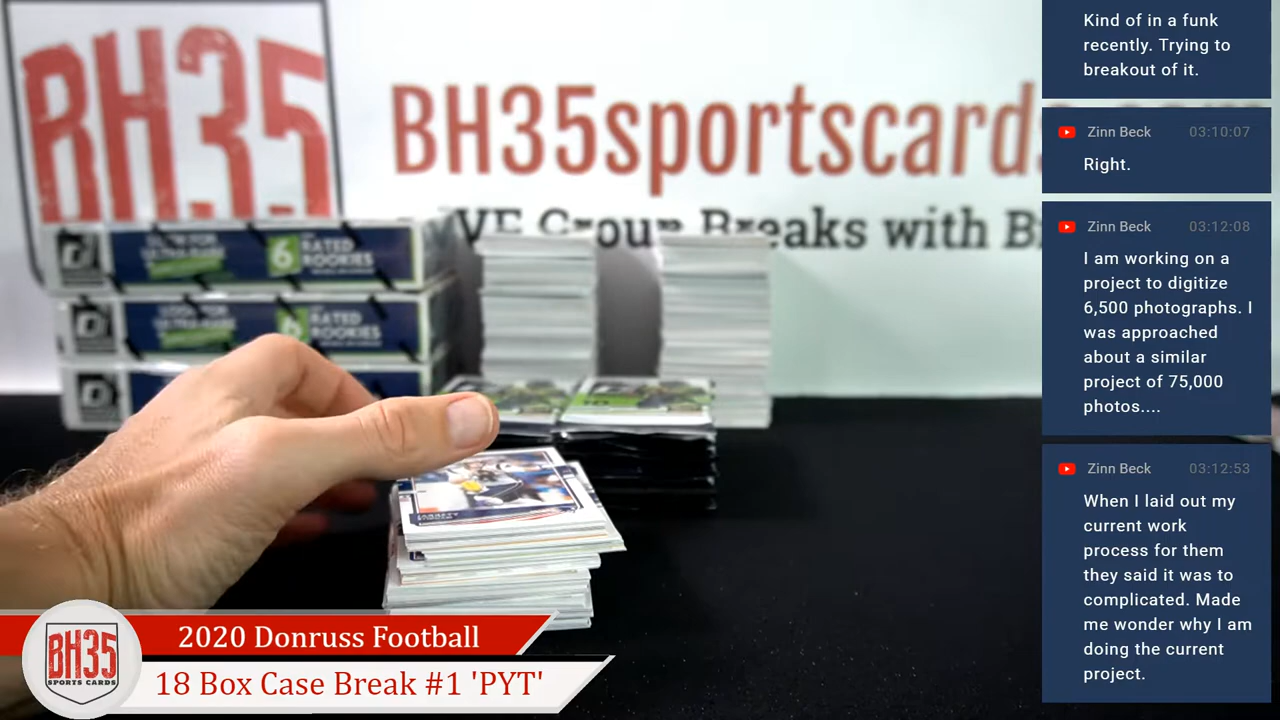 BH35
BH35sportscards
Group Breaks with
6 RATED
ROOKIES
6 RATED
ROOKIES
Kind of in a funk
recently. Trying to
breakout of it.
Zinn Beck 03:10:07
Right.
Zinn Beck 03:12:08
I am working on a
project to digitize
6,500 photographs. I
was approached
about a similar
project of 75,000
photos....
Zinn Beck 03:12:53
When I laid out my
current work
process for them
they said it was to
complicated. Made
me wonder why I am
doing the current
project.
2020 Donruss Football
18 Box Case Break #1 'PYT'
BH35
SPORTS CARDS